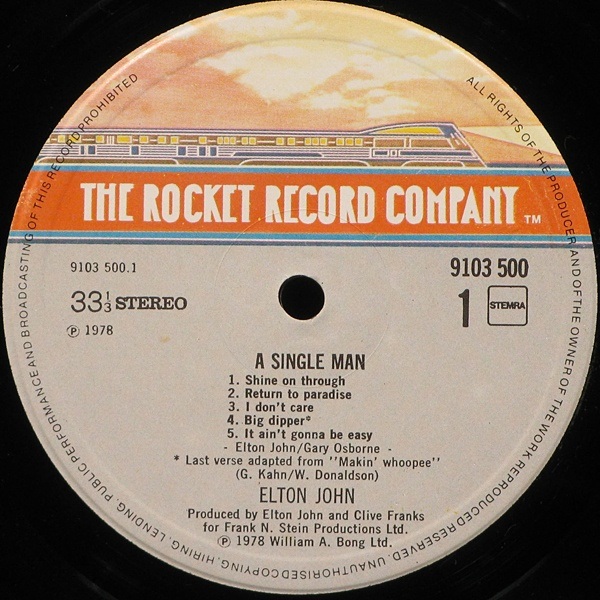 THE ROCKET RECORD COMPANY TM
9103 500.1
9103 500
33 1/3 STEREO
1
STEMRA
℗ 1978
A SINGLE MAN
1. Shine on through
2. Return to paradise
3. I don't care
4. Big dipper*
5. It ain't gonna be easy
- Elton John/Gary Osborne -
* Last verse adapted from "Makin' whoopee"
(G. Kahn/W. Donaldson)
ELTON JOHN
Produced by Elton John and Clive Franks
for Frank N. Stein Productions Ltd.
℗ 1978 William A. Bong Ltd.
ALL RIGHTS OF THE PRODUCER AND OF THE OWNER OF THE WORK REPRODUCED RESERVED. UNAUTHORISED COPYING, HIRING, LENDING, PUBLIC PERFORMANCE AND BROADCASTING OF THIS RECORD PROHIBITED